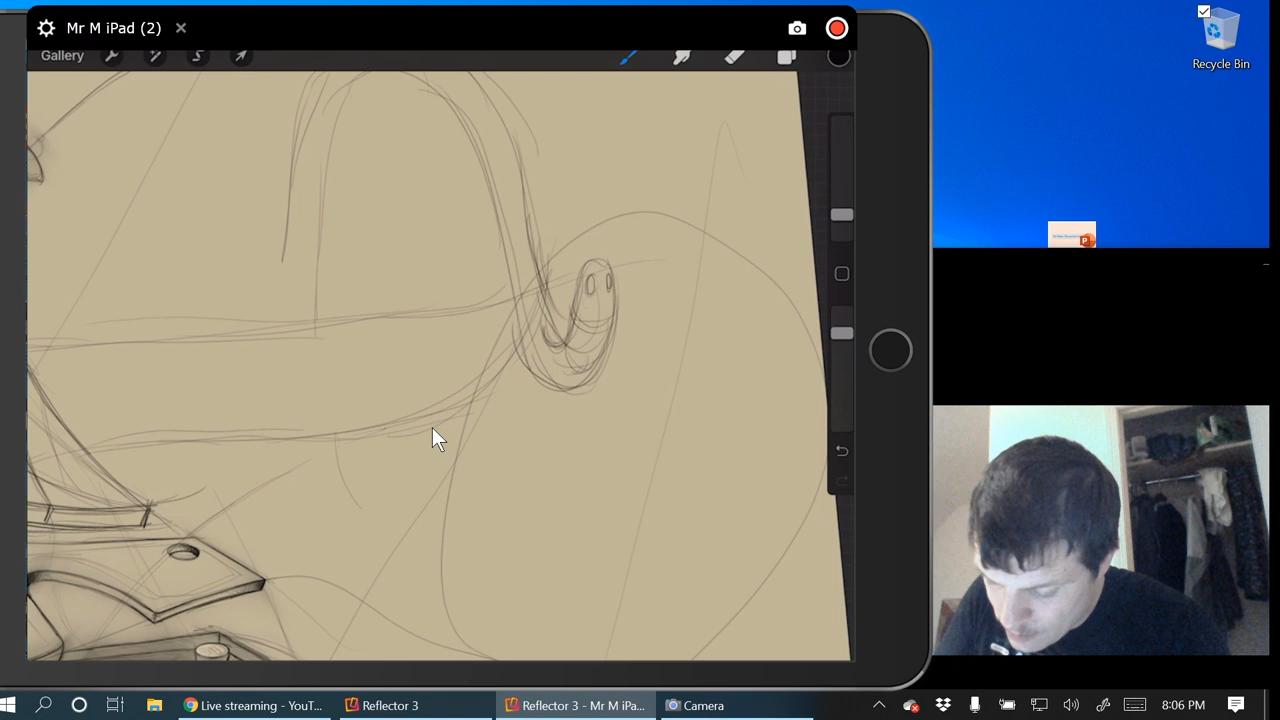 Mr M iPad (2)
Gallery
Recycle Bin
Live streaming - YouT...
Reflector 3
Reflector 3 - Mr M iPa...
Camera
8:06 PM